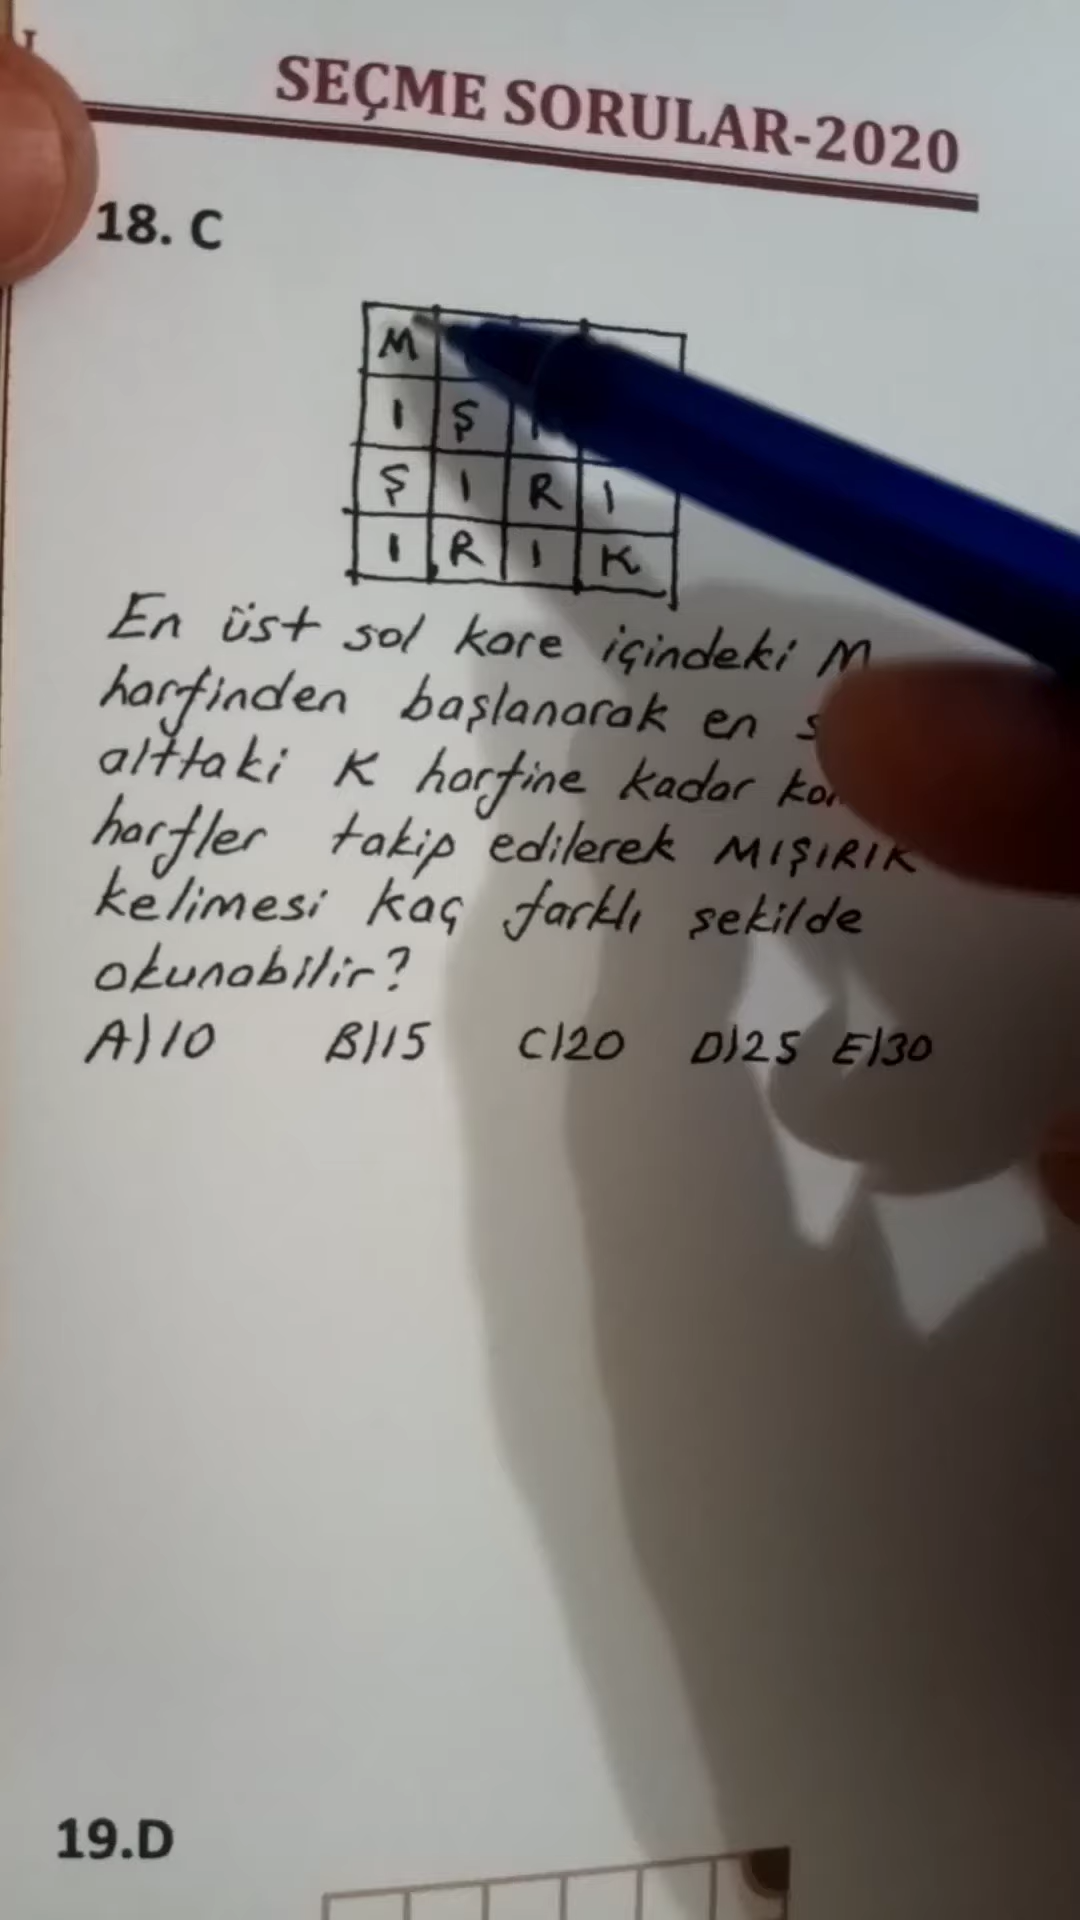 SEÇME SORULAR-2020
18. C
M
I Ş
Ş I R I
I R I K
En üst sol kare içindeki M
harfinden başlanarak en
alttaki K harfine kadar
harfler takip edilerek MIŞIRIK
kelimesi kaç farklı şekilde
okunabilir?
A)10 B)15 C)20 D)25 E)30
19.D